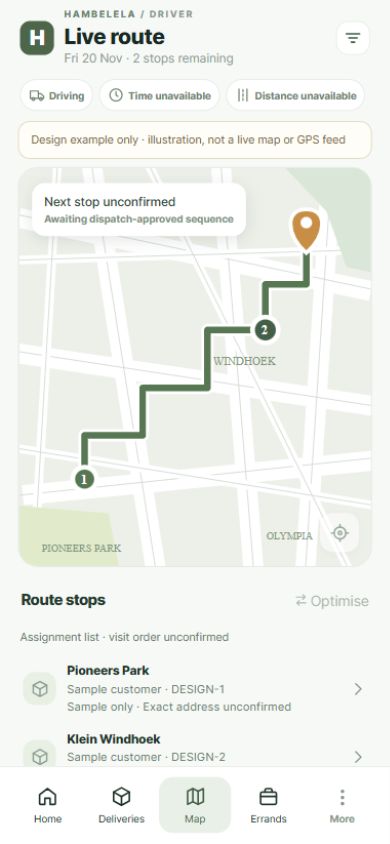 HAMBELELA / DRIVER
H
Live route
Fri 20 Nov · 2 stops remaining
Driving
Time unavailable
Distance unavailable
Design example only · illustration, not a live map or GPS feed
Next stop unconfirmed
Awaiting dispatch-approved sequence
2
WINDHOEK
1
OLYMPIA
PIONEERS PARK
Route stops
Optimise
Assignment list · visit order unconfirmed
Pioneers Park
Sample customer · DESIGN-1
Sample only · Exact address unconfirmed
Klein Windhoek
Sample customer · DESIGN-2
Home
Deliveries
Map
Errands
More